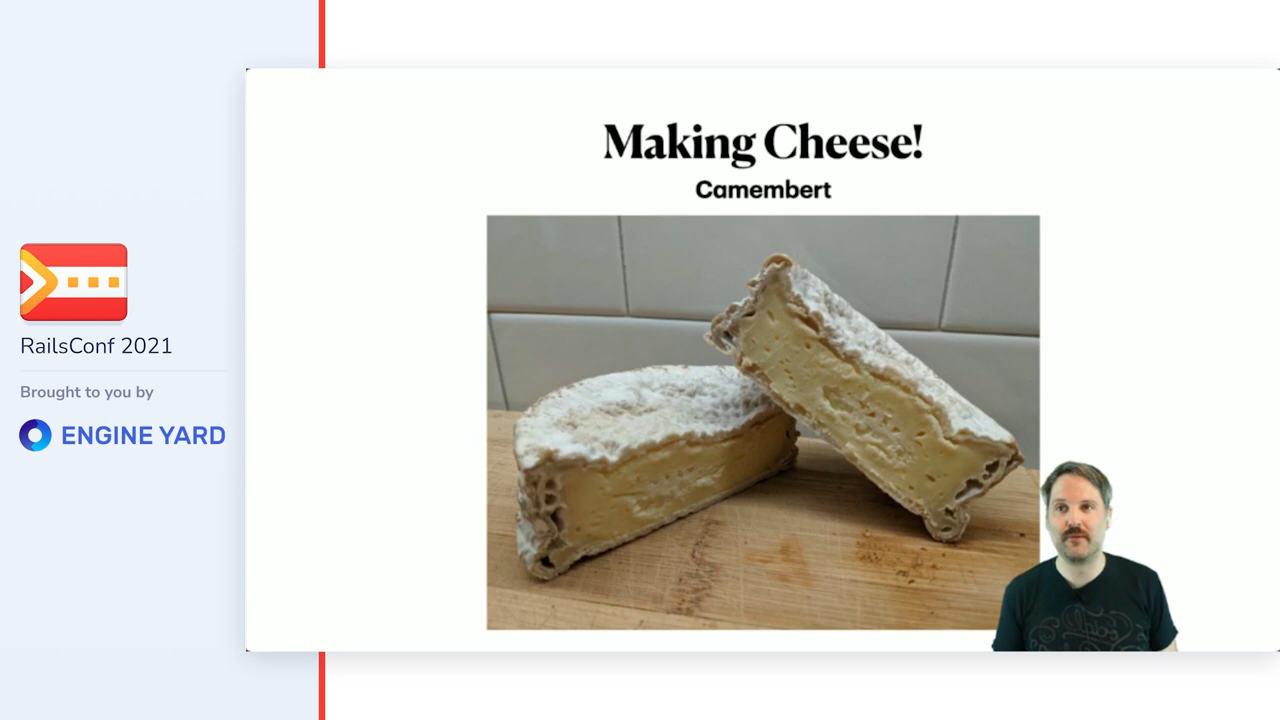 Making Cheese!
Camembert
RailsConf 2021
Brought to you by
ENGINE YARD